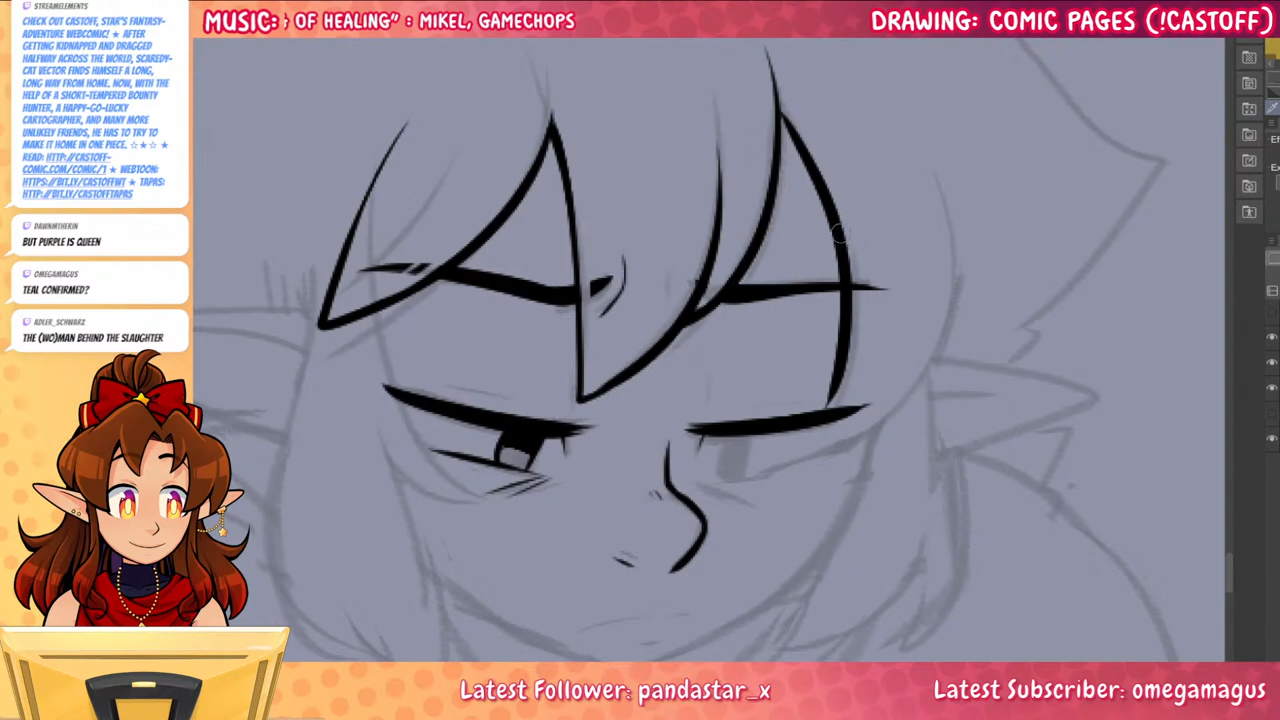 STREAMELEMENTS
CHECK OUT CASTOFF, STAR'S FANTASY-
ADVENTURE WEBCOMIC! ★ AFTER
GETTING KIDNAPPED AND DRAGGED
HALFWAY ACROSS THE WORLD, SCAREDY-
CAT VECTOR FINDS HIMSELF A LONG,
LONG WAY FROM HOME. NOW, WITH THE
HELP OF A SHORT-TEMPERED BOUNTY
HUNTER, A HAPPY-GO-LUCKY
CARTOGRAPHER, AND MANY MORE
UNLIKELY FRIENDS, HE HAS TO TRY TO
MAKE IT HOME IN ONE PIECE. ☆★☆ ★
READ: HTTP://CASTOFF-
COMIC.COM/COMIC/1 ★ WEBTOON:
HTTPS://BIT.LY/CASTOFFWT ★ TAPAS:
HTTP://BIT.LY/CASTOFFTAPAS
DAWNMTHERIN
BUT PURPLE IS QUEEN
OMEGAMAGUS
TEAL CONFIRMED?
ADLER_SCHWARZ
THE (WO)MAN BEHIND THE SLAUGHTER
MUSIC: OF HEALING" : MIKEL, GAMECHOPS
DRAWING: COMIC PAGES (!CASTOFF)
Latest Follower: pandastar_x
Latest Subscriber: omegamagus